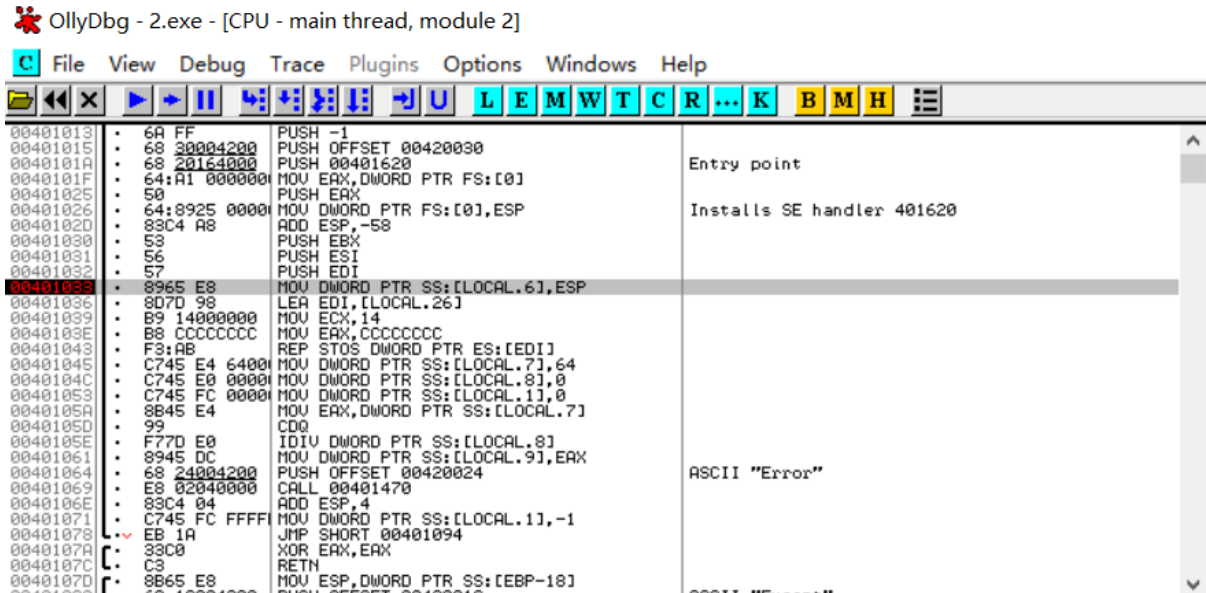 OllyDbg - 2.exe - [CPU - main thread, module 2]
C File View Debug Trace Plugins Options Windows Help
L E M W T C R ... K B M H
00401013 · 6A FF PUSH -1
00401015 · 68 30004200 PUSH OFFSET 00420030
0040101A · 68 20164000 PUSH 00401620 Entry point
0040101F · 64:A1 000000 MOV EAX,DWORD PTR FS:[0]
00401025 · 50 PUSH EAX
00401026 · 64:8925 0000 MOV DWORD PTR FS:[0],ESP Installs SE handler 401620
0040102D · 83C4 A8 ADD ESP,-58
00401030 · 53 PUSH EBX
00401031 · 56 PUSH ESI
00401032 · 57 PUSH EDI
00401033 · 8965 E8 MOV DWORD PTR SS:[LOCAL.6],ESP
00401036 · 8D7D 98 LEA EDI,[LOCAL.26]
00401039 · B9 14000000 MOV ECX,14
0040103E · B8 CCCCCCCC MOV EAX,CCCCCCCC
00401043 · F3:AB REP STOS DWORD PTR ES:[EDI]
00401045 · C745 E4 6400 MOV DWORD PTR SS:[LOCAL.7],64
0040104C · C745 E0 0000 MOV DWORD PTR SS:[LOCAL.8],0
00401053 · C745 FC 0000 MOV DWORD PTR SS:[LOCAL.1],0
0040105A · 8B45 E4 MOV EAX,DWORD PTR SS:[LOCAL.7]
0040105D · 99 CDQ
0040105E · F77D E0 IDIV DWORD PTR SS:[LOCAL.8]
00401061 · 8945 DC MOV DWORD PTR SS:[LOCAL.9],EAX
00401064 · 68 24004200 PUSH OFFSET 00420024 ASCII "Error"
00401069 · E8 02040000 CALL 00401470
0040106E · 83C4 04 ADD ESP,4
00401071 · C745 FC FFFF MOV DWORD PTR SS:[LOCAL.1],-1
00401078 · EB 1A JMP SHORT 00401094
0040107A · 33C0 XOR EAX,EAX
0040107C · C3 RETN
0040107D · 8B65 E8 MOV ESP,DWORD PTR SS:[EBP-18]